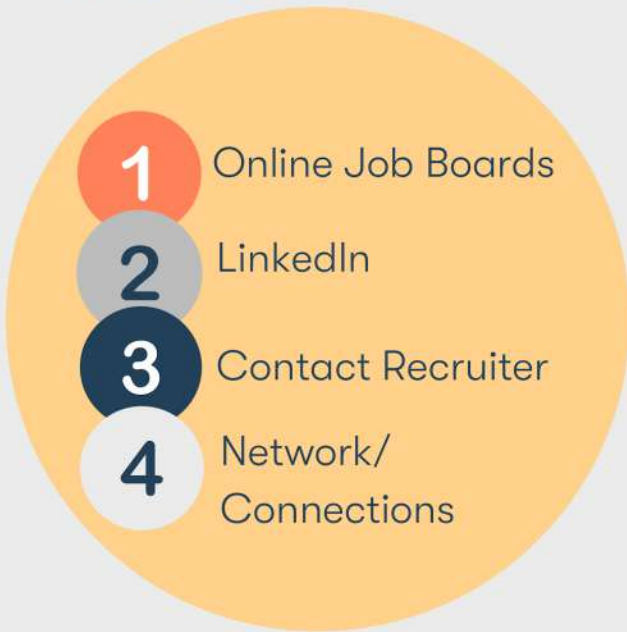 1 Online Job Boards
2 LinkedIn
3 Contact Recruiter
4 Network/
Connections